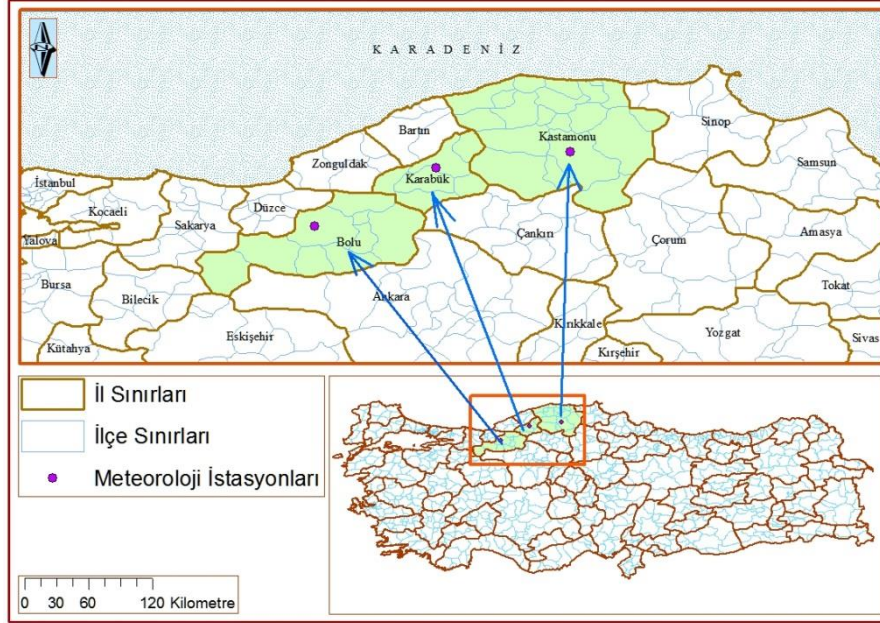 K A R A D E N İ Z
Sinop
Bartın
Kastamonu
Samsun
Zonguldak
Karabük
İstanbul
Kocaeli
Düzce
Sakarya
Yalova
Bolu
Çankırı
Çorum
Amasya
Bursa
Bilecik
Ankara
Tokat
Kırıkkale
Yozgat
Eskişehir
Sivas
Kütahya
Kırşehir
İl Sınırları
İlçe Sınırları
Meteoroloji İstasyonları
0 30 60 120 Kilometre